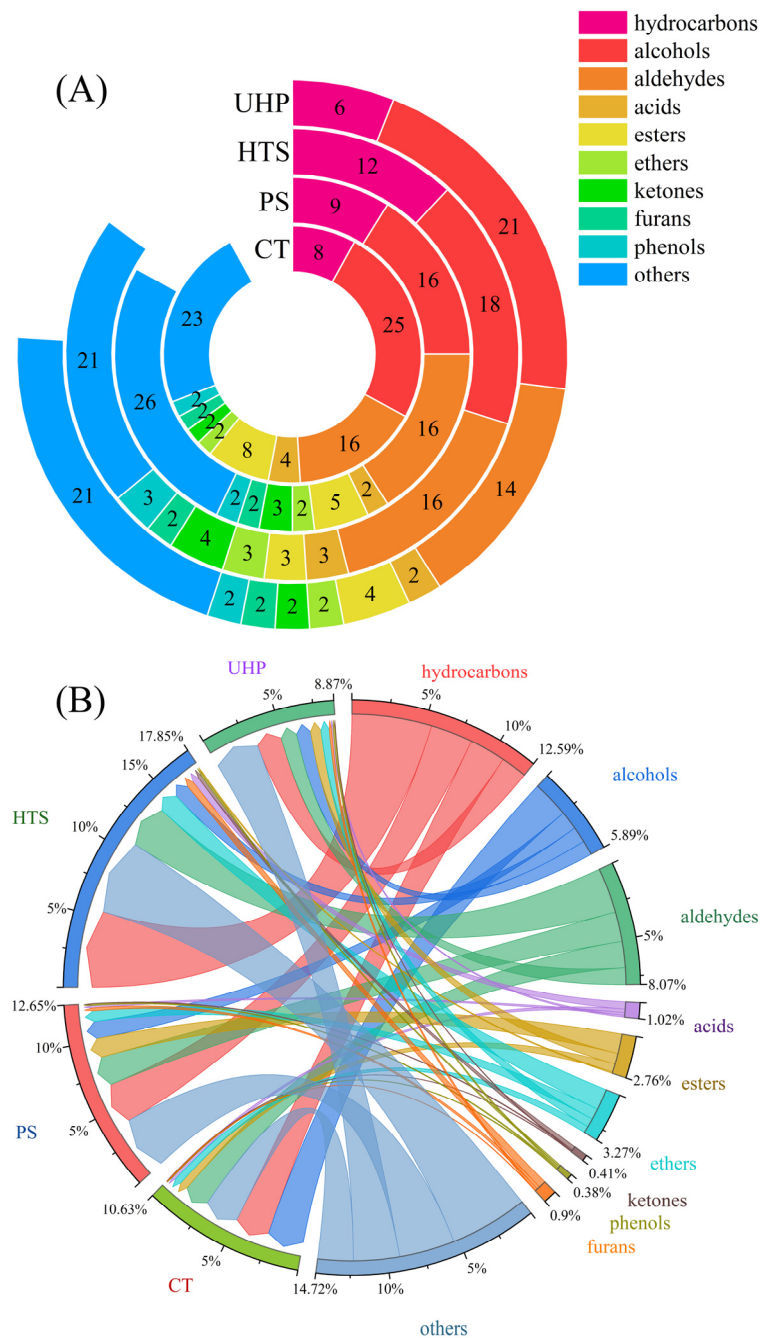 (A)
hydrocarbons
alcohols
aldehydes
acids
esters
ethers
ketones
furans
phenols
others
UHP 6 21 14 2 4 2 2 2 2 21
HTS 12 18 16 3 3 3 4 2 3 21
PS 9 16 16 2 5 2 3 2 2 26
CT 8 25 16 4 8 2 2 2 2 23
(B)
UHP
5%
8.87%
hydrocarbons
5%
10%
12.59%
alcohols
5.89%
aldehydes
5%
8.07%
acids
1.02%
esters
2.76%
ethers
3.27%
ketones
0.41%
phenols
0.38%
furans
0.9%
others
5%
10%
14.72%
CT
5%
10.63%
PS
5%
10%
12.65%
HTS
5%
10%
15%
17.85%